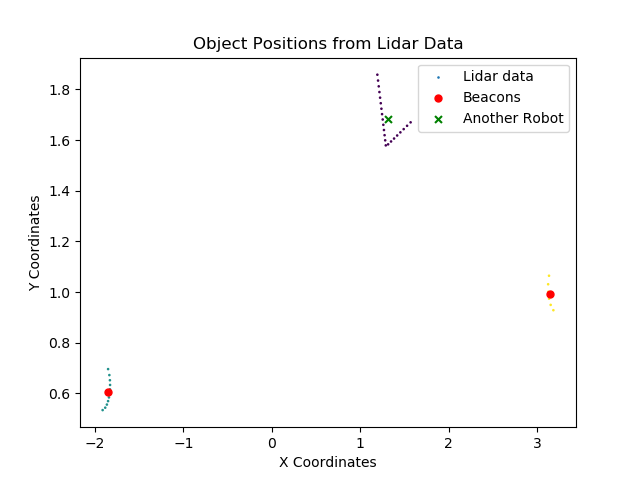 Object Positions from Lidar Data
Lidar data
Beacons
Another Robot
Y Coordinates
1.8
1.6
1.4
1.2
1.0
0.8
0.6
−2
−1
0
1
2
3
X Coordinates